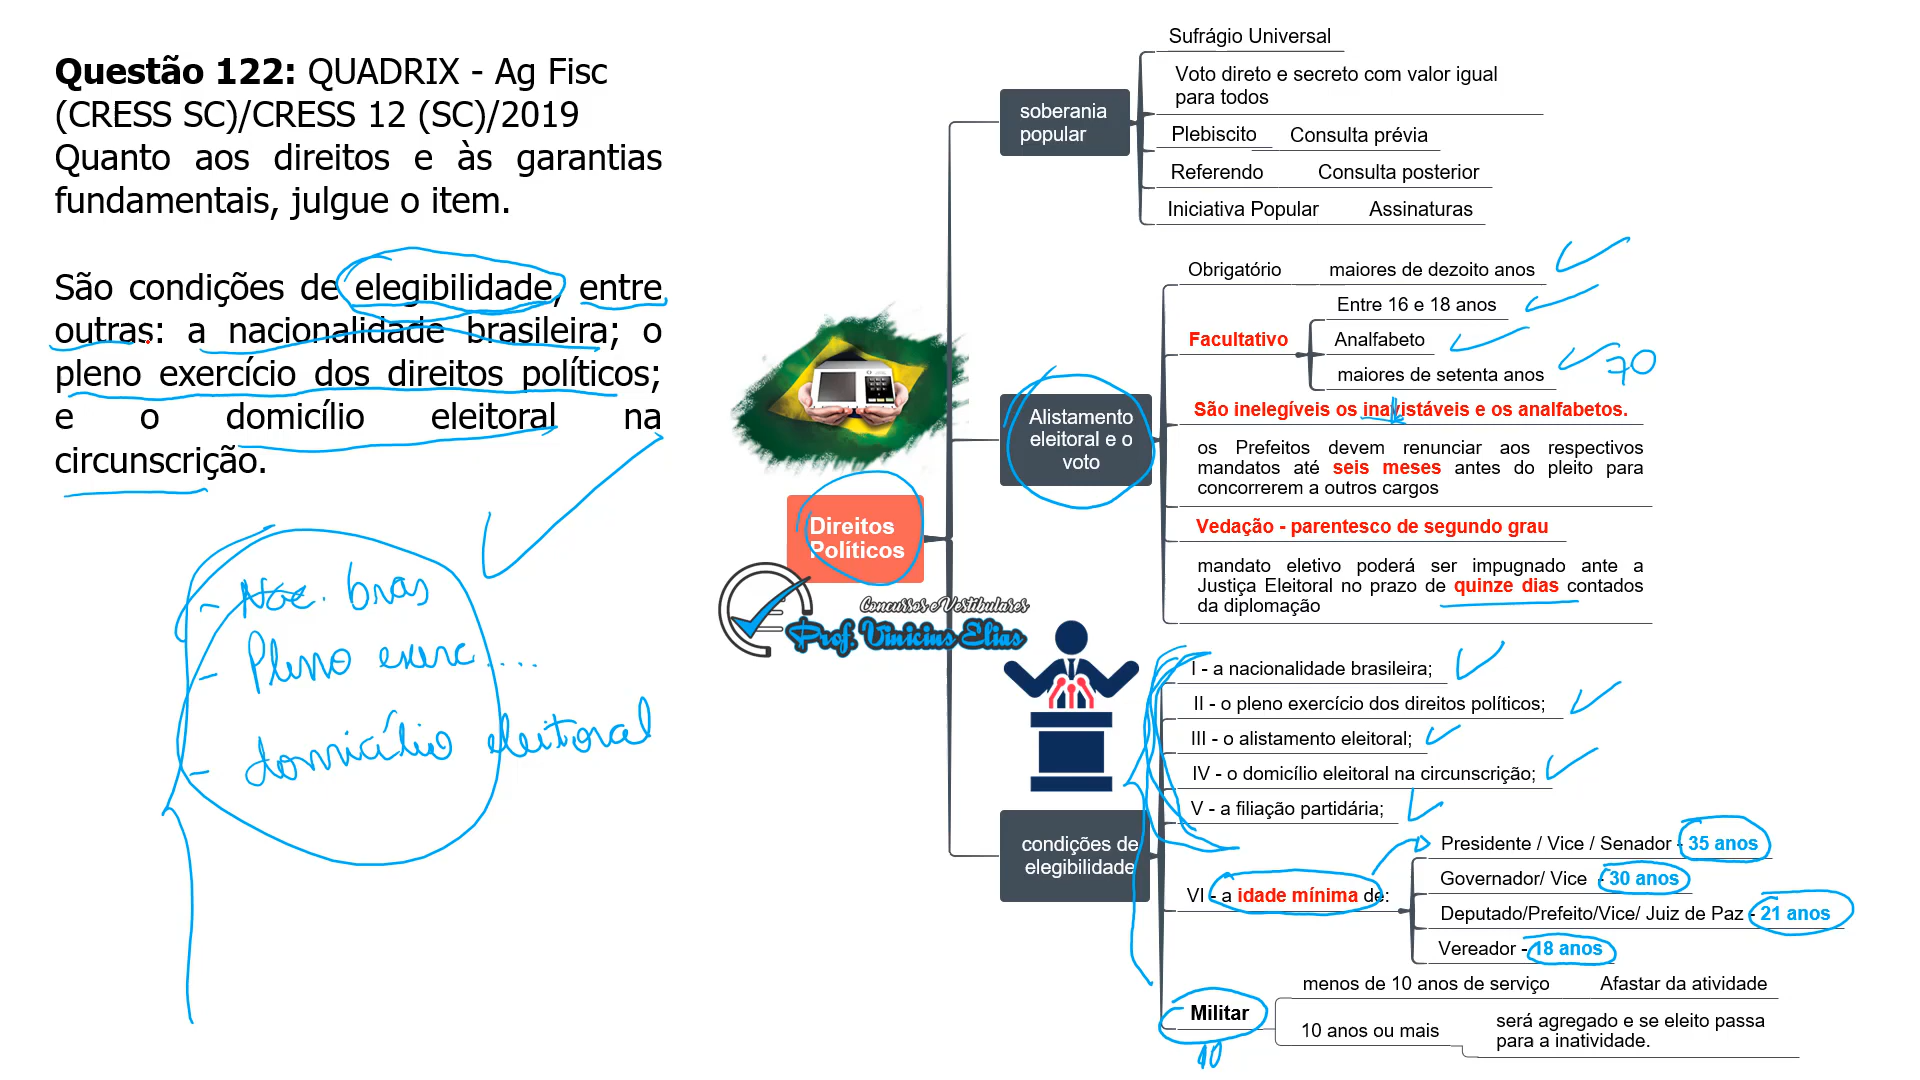 Questão 122: QUADRIX - Ag Fisc
(CRESS SC)/CRESS 12 (SC)/2019
Quanto aos direitos e às garantias
fundamentais, julgue o item.
São condições de elegibilidade, entre
outras: a nacionalidade brasileira; o
pleno exercício dos direitos políticos;
e o domicílio eleitoral na
circunscrição.
- Nac. bras
- Pleno exerc....
- domicílio eleitoral
Direitos
Políticos
Concursos e Vestibulares
Prof. Vinicius Elias
soberania
popular
Sufrágio Universal
Voto direto e secreto com valor igual
para todos
Plebiscito Consulta prévia
Referendo Consulta posterior
Iniciativa Popular Assinaturas
Alistamento
eleitoral e o
voto
Obrigatório maiores de dezoito anos
Facultativo
Entre 16 e 18 anos
Analfabeto
maiores de setenta anos
70
São inelegíveis os inalistáveis e os analfabetos.
os Prefeitos devem renunciar aos respectivos
mandatos até seis meses antes do pleito para
concorrerem a outros cargos
Vedação - parentesco de segundo grau
mandato eletivo poderá ser impugnado ante a
Justiça Eleitoral no prazo de quinze dias contados
da diplomação
condições de
elegibilidade
I - a nacionalidade brasileira;
II - o pleno exercício dos direitos políticos;
III - o alistamento eleitoral;
IV - o domicílio eleitoral na circunscrição;
V - a filiação partidária;
VI - a idade mínima de:
Presidente / Vice / Senador - 35 anos
Governador/ Vice - 30 anos
Deputado/Prefeito/Vice/ Juiz de Paz - 21 anos
Vereador - 18 anos
Militar
10
menos de 10 anos de serviço Afastar da atividade
10 anos ou mais
será agregado e se eleito passa
para a inatividade.